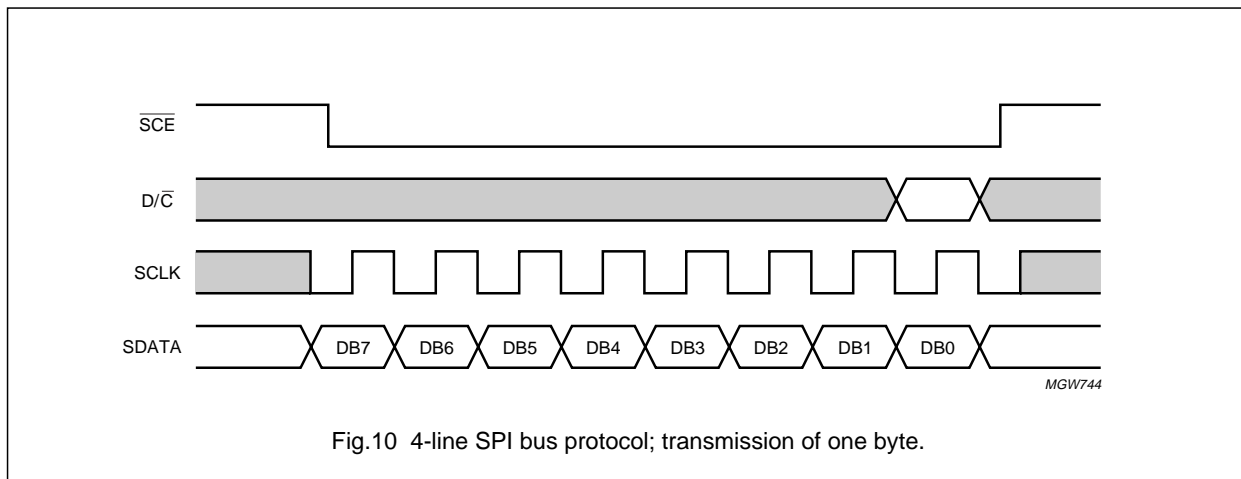 SCE
D/C
SCLK
SDATA
DB7 DB6 DB5 DB4 DB3 DB2 DB1 DB0
MGW744
Fig.10 4-line SPI bus protocol; transmission of one byte.